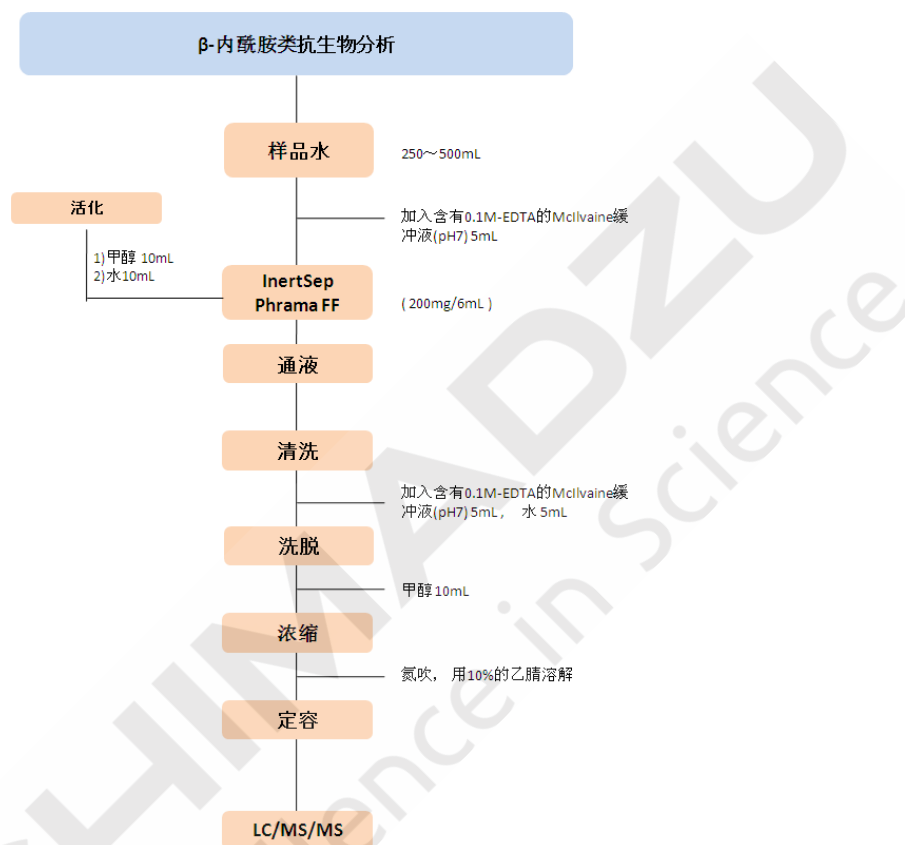 β-内酰胺类抗生物分析
样品水
250～500mL
加入含有0.1M-EDTA的McIlvaine缓
冲液(pH7) 5mL
活化
1)甲醇 10mL
2)水10mL
InertSep
Phrama FF
( 200mg/6mL )
通液
清洗
加入含有0.1M-EDTA的McIlvaine缓
冲液(pH7) 5mL， 水 5mL
洗脱
甲醇 10mL
浓缩
氮吹， 用10%的乙腈溶解
定容
LC/MS/MS
SHIMADZU
Excellence in Science